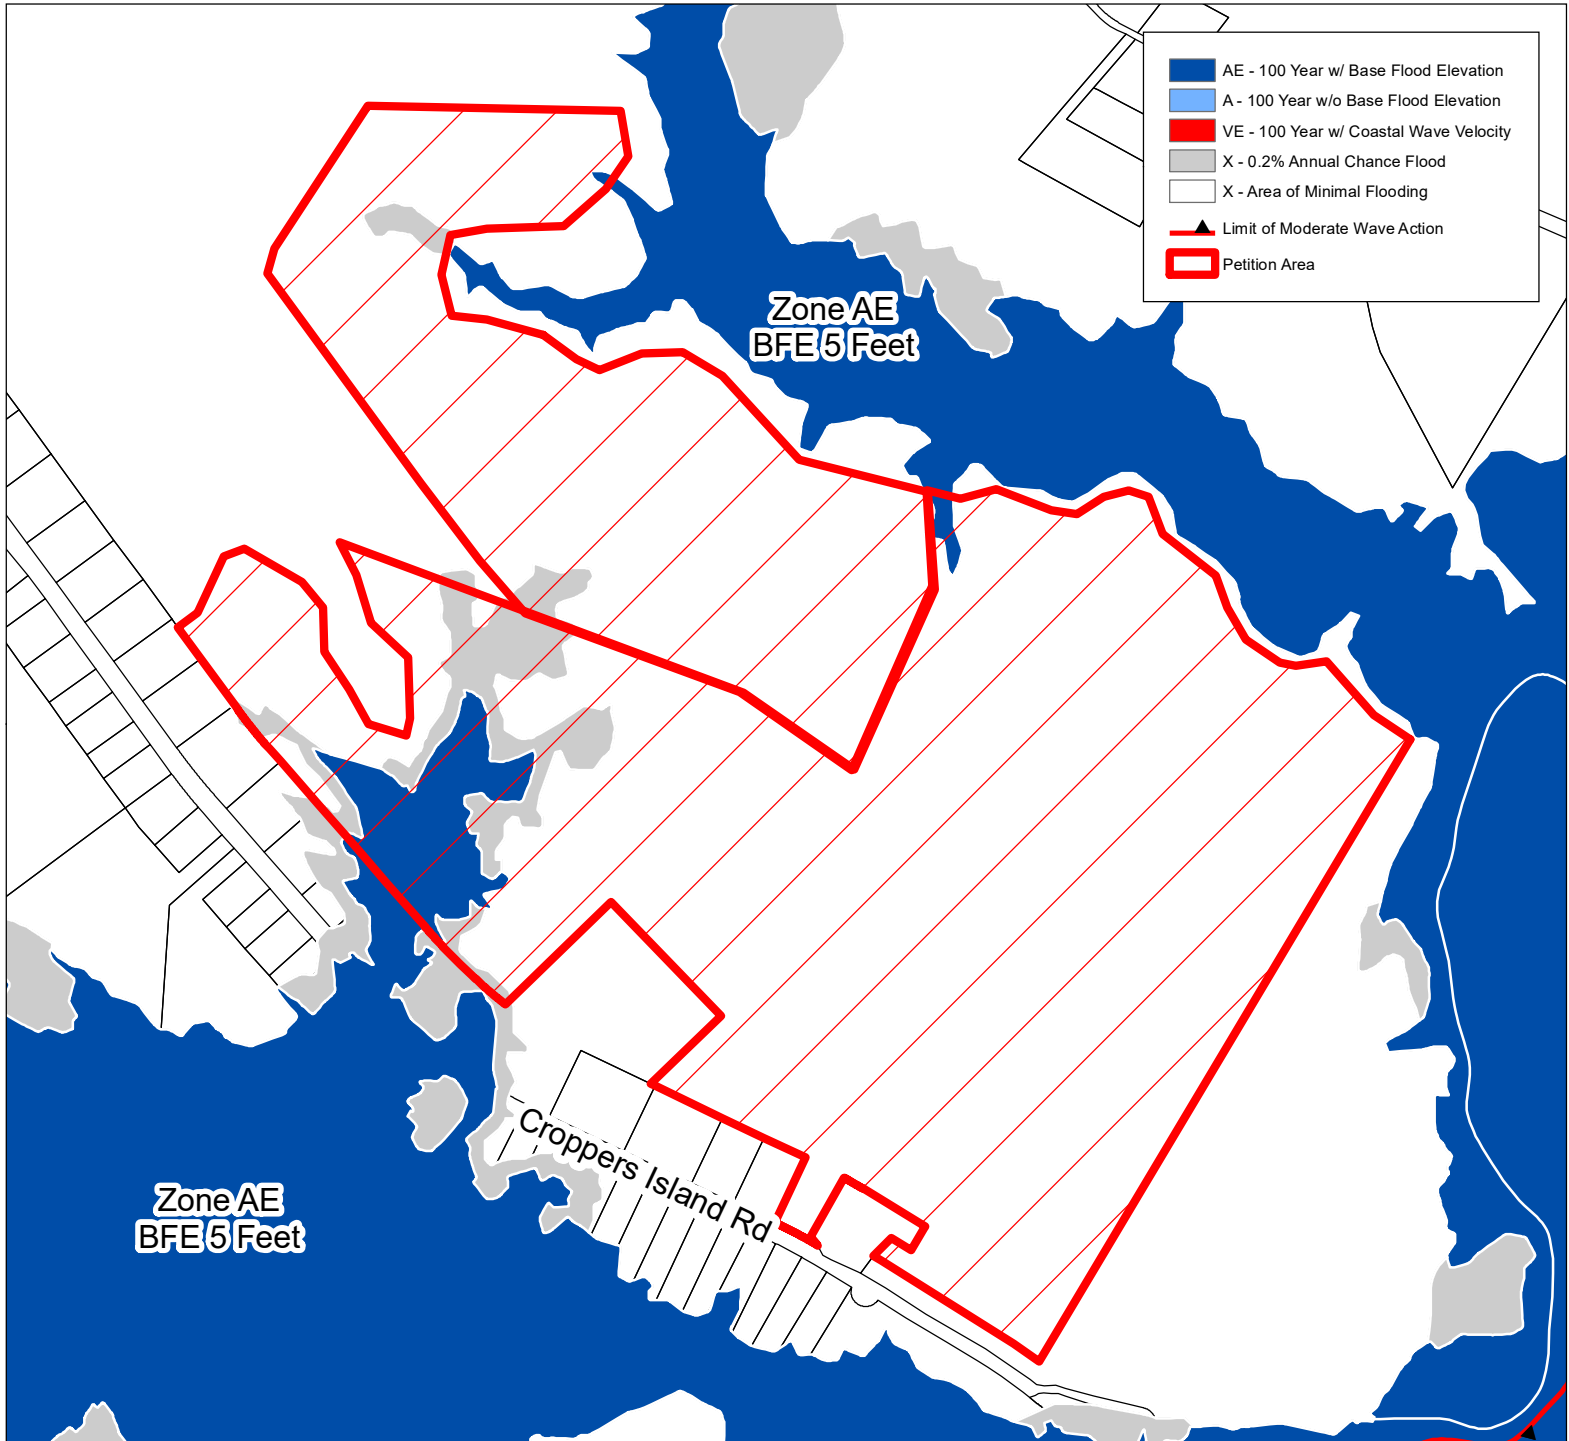 AE - 100 Year w/ Base Flood Elevation
A - 100 Year w/o Base Flood Elevation
VE - 100 Year w/ Coastal Wave Velocity
X - 0.2% Annual Chance Flood
X - Area of Minimal Flooding
Limit of Moderate Wave Action
Petition Area
Zone AE
BFE 5 Feet
Croppers Island Rd
Zone AE
BFE 5 Feet